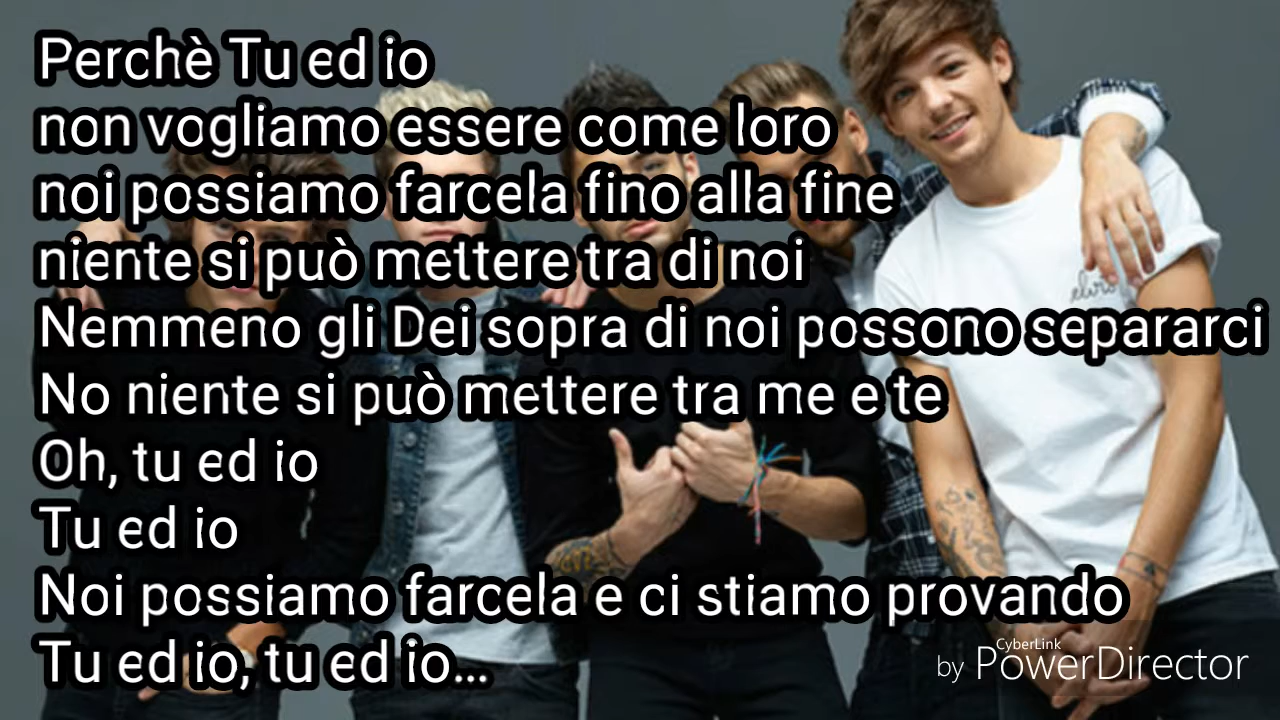 Perchè Tu ed io
non vogliamo essere come loro
noi possiamo farcela fino alla fine
niente si può mettere tra di noi
Nemmeno gli Dei sopra di noi possono separarci
No niente si può mettere tra me e te
Oh, tu ed io
Tu ed io
Noi possiamo farcela e ci stiamo provando
Tu ed io, tu ed io...
CyberLink
by PowerDirector